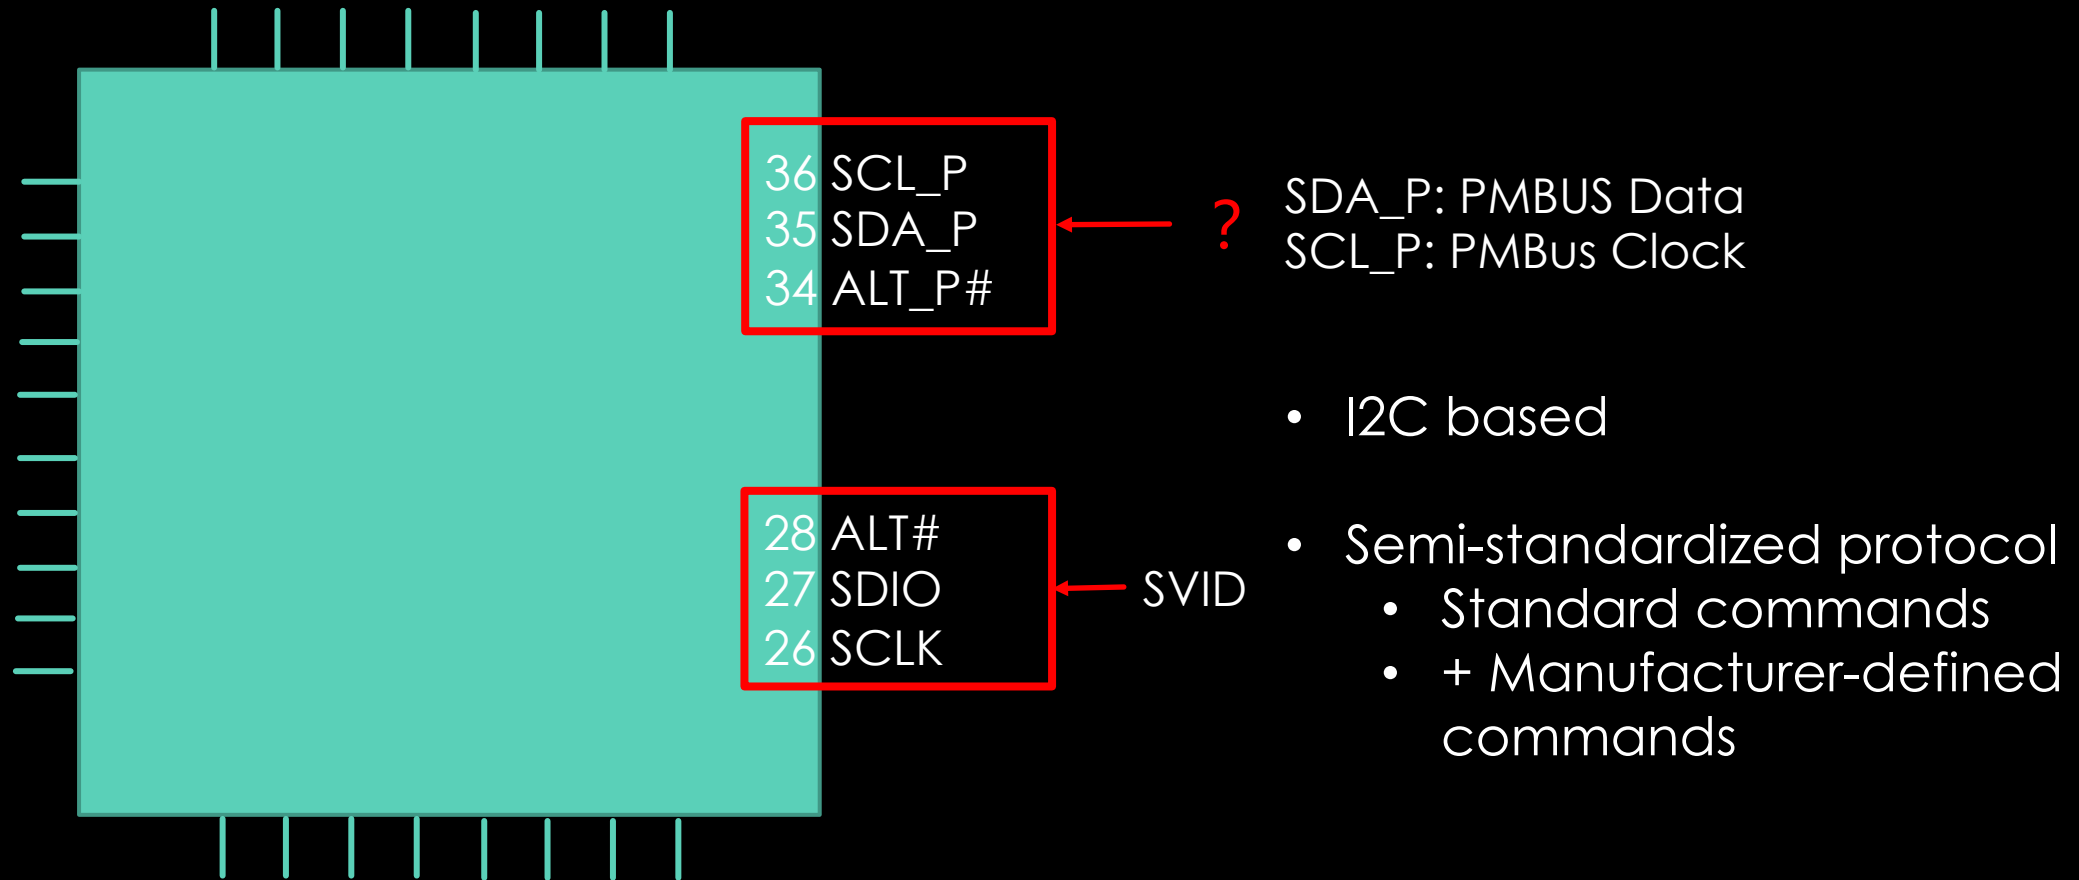 36 SCL_P
35 SDA_P
34 ALT_P#
?
SDA_P: PMBUS Data
SCL_P: PMBus Clock
• I2C based
28 ALT#
27 SDIO
26 SCLK
SVID
• Semi-standardized protocol
• Standard commands
• + Manufacturer-defined
commands